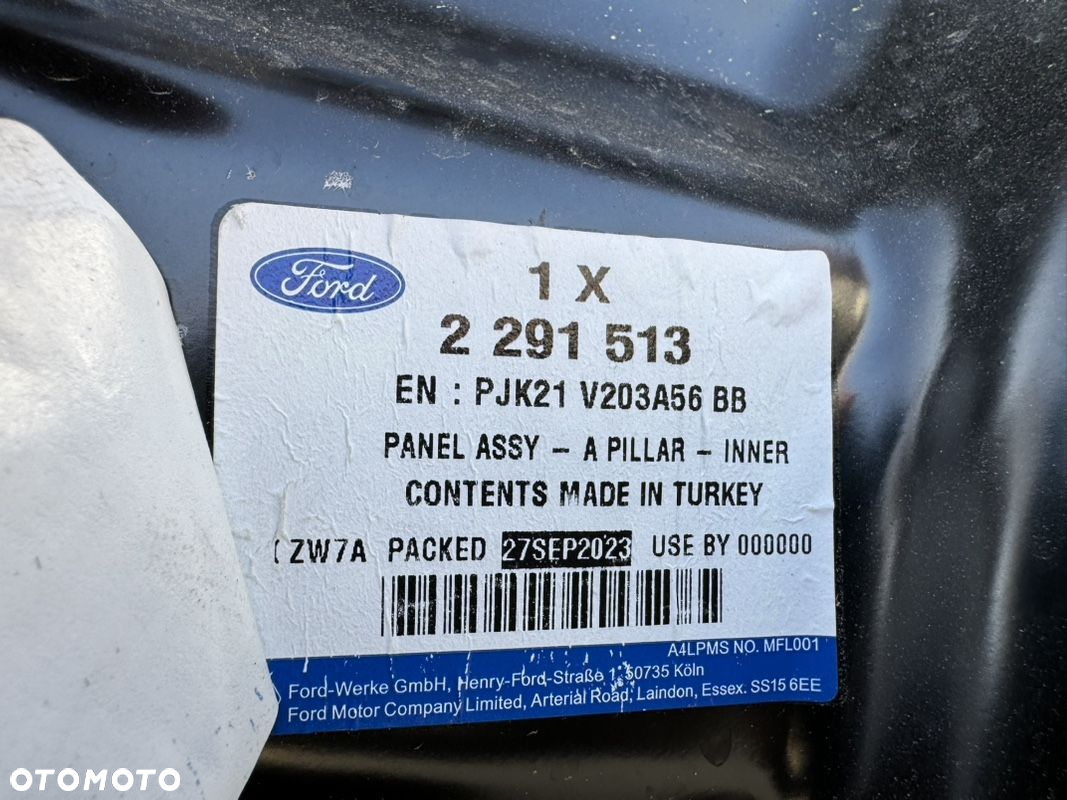 Ford
1 X
2 291 513
EN : PJK21 V203A56 BB
PANEL ASSY – A PILLAR – INNER
CONTENTS MADE IN TURKEY
ZW7A PACKED 27SEP2023 USE BY 000000
A4LPMS NO. MFL001
Ford-Werke GmbH, Henry-Ford-Straße 1, 50735 Köln
Ford Motor Company Limited, Arterial Road, Laindon, Essex. SS15 6EE
OTOMOTO